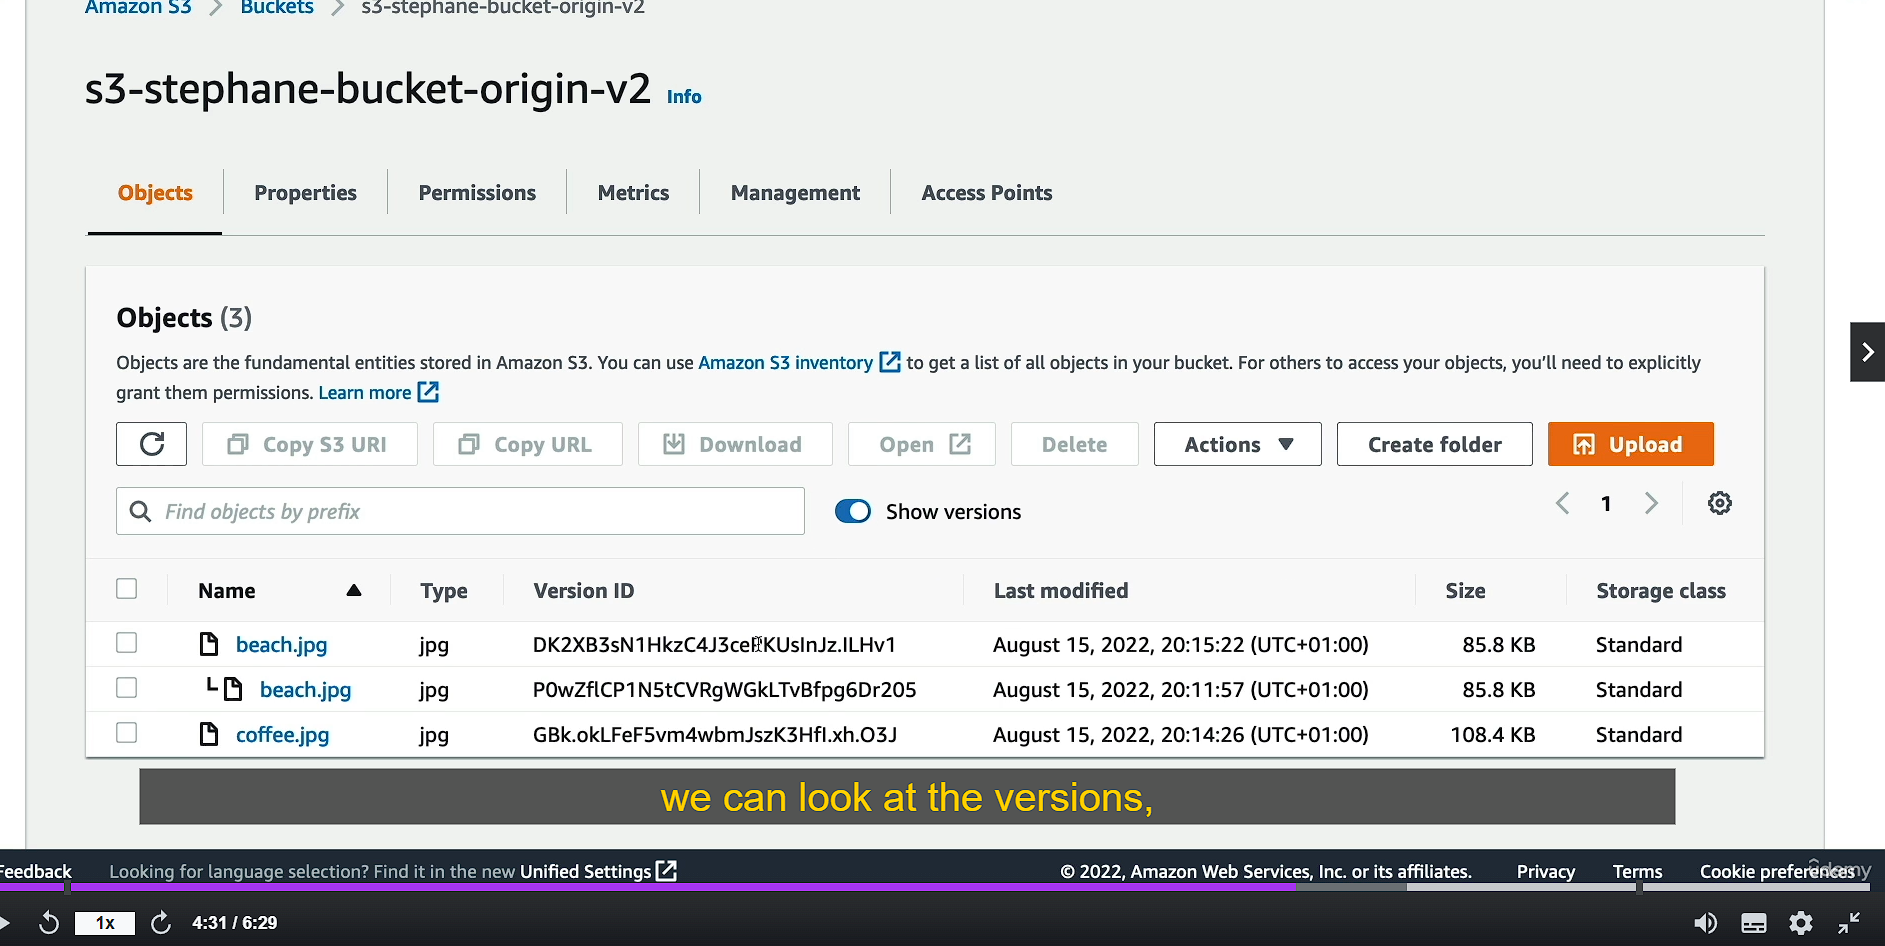 Amazon S3 > Buckets > s3-stephane-bucket-origin-v2
s3-stephane-bucket-origin-v2 Info
Objects Properties Permissions Metrics Management Access Points
Objects (3)
Objects are the fundamental entities stored in Amazon S3. You can use Amazon S3 inventory to get a list of all objects in your bucket. For others to access your objects, you'll need to explicitly
grant them permissions. Learn more
Copy S3 URI Copy URL Download Open Delete Actions Create folder Upload
Find objects by prefix Show versions 1
Name Type Version ID Last modified Size Storage class
beach.jpg jpg August 15, 2022, 20:15:22 (UTC+01:00) 85.8 KB Standard
beach.jpg jpg P0wZflCP1N5tCVRgWGkLTvBfpg6Dr205 August 15, 2022, 20:11:57 (UTC+01:00) 85.8 KB Standard
coffee.jpg jpg GBk.okLFeF5vm4wbmJszK3HfI.xh.O3J August 15, 2022, 20:14:26 (UTC+01:00) 108.4 KB Standard
we can look at the versions,
Feedback Looking for language selection? Find it in the new Unified Settings © 2022, Amazon Web Services, Inc. or its affiliates. Privacy Terms Cookie preferences
udemy
1x 4:31 / 6:29